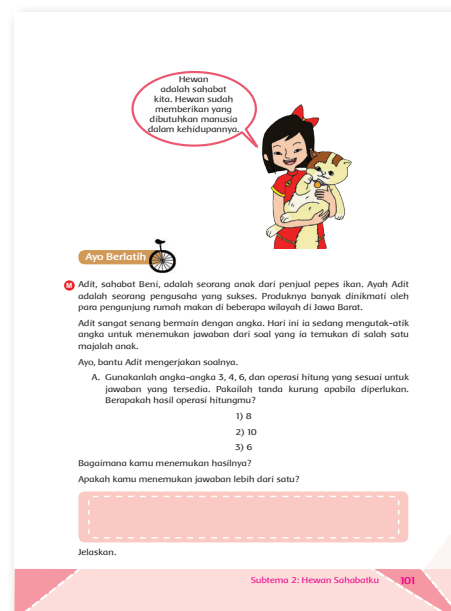 Hewan
adalah sahabat
kita. Hewan sudah
memberikan yang
dibutuhkan manusia
dalam kehidupannya.
Ayo Berlatih
M Adit, sahabat Beni, adalah seorang anak dari penjual pepes ikan. Ayah Adit
adalah seorang pengusaha yang sukses. Produknya banyak dinikmati oleh
para pengunjung rumah makan di beberapa wilayah di Jawa Barat.
Adit sangat senang bermain dengan angka. Hari ini ia sedang mengutak-atik
angka untuk menemukan jawaban dari soal yang ia temukan di salah satu
majalah anak.
Ayo, bantu Adit mengerjakan soalnya.
A. Gunakanlah angka-angka 3, 4, 6, dan operasi hitung yang sesuai untuk
jawaban yang tersedia. Pakailah tanda kurung apabila diperlukan.
Berapakah hasil operasi hitungmu?
1) 8
2) 10
3) 6
Bagaimana kamu menemukan hasilnya?
Apakah kamu menemukan jawaban lebih dari satu?
Jelaskan.
Subtema 2: Hewan Sahabatku 101